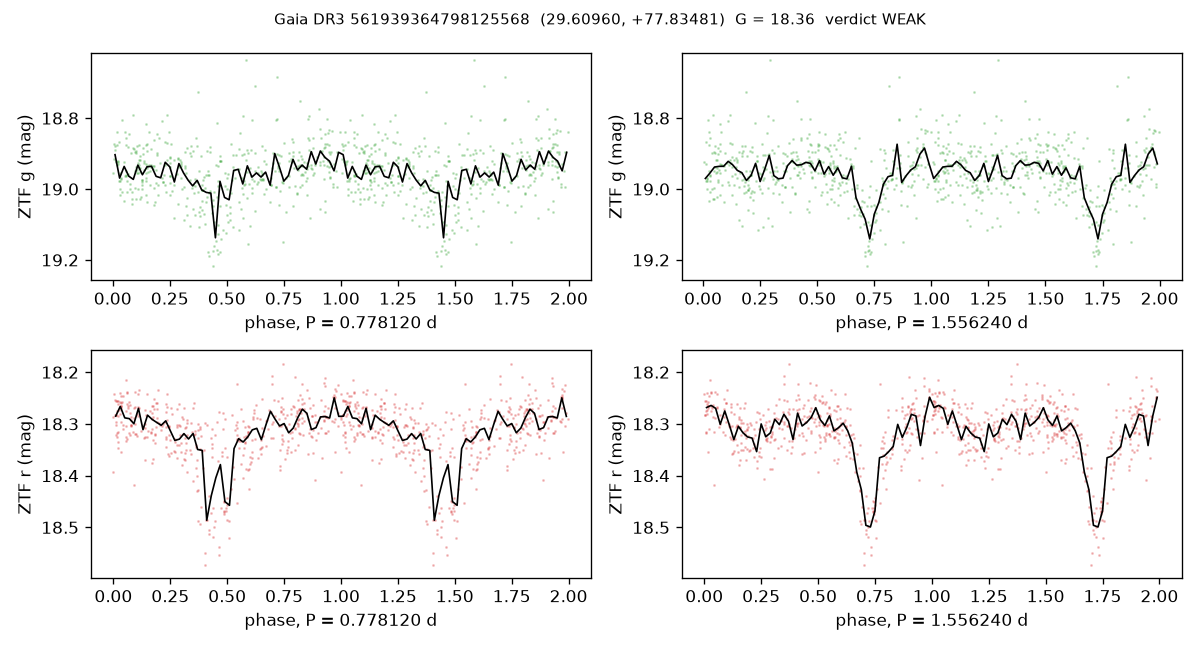 Gaia DR3 561939364798125568  (29.60960, +77.83481)  G = 18.36  verdict WEAK
ZTF g (mag)
18.8
19.0
19.2
0.00 0.25 0.50 0.75 1.00 1.25 1.50 1.75 2.00
phase, P = 0.778120 d
ZTF g (mag)
18.8
19.0
19.2
0.00 0.25 0.50 0.75 1.00 1.25 1.50 1.75 2.00
phase, P = 1.556240 d
ZTF r (mag)
18.2
18.3
18.4
18.5
0.00 0.25 0.50 0.75 1.00 1.25 1.50 1.75 2.00
phase, P = 0.778120 d
ZTF r (mag)
18.2
18.3
18.4
18.5
0.00 0.25 0.50 0.75 1.00 1.25 1.50 1.75 2.00
phase, P = 1.556240 d